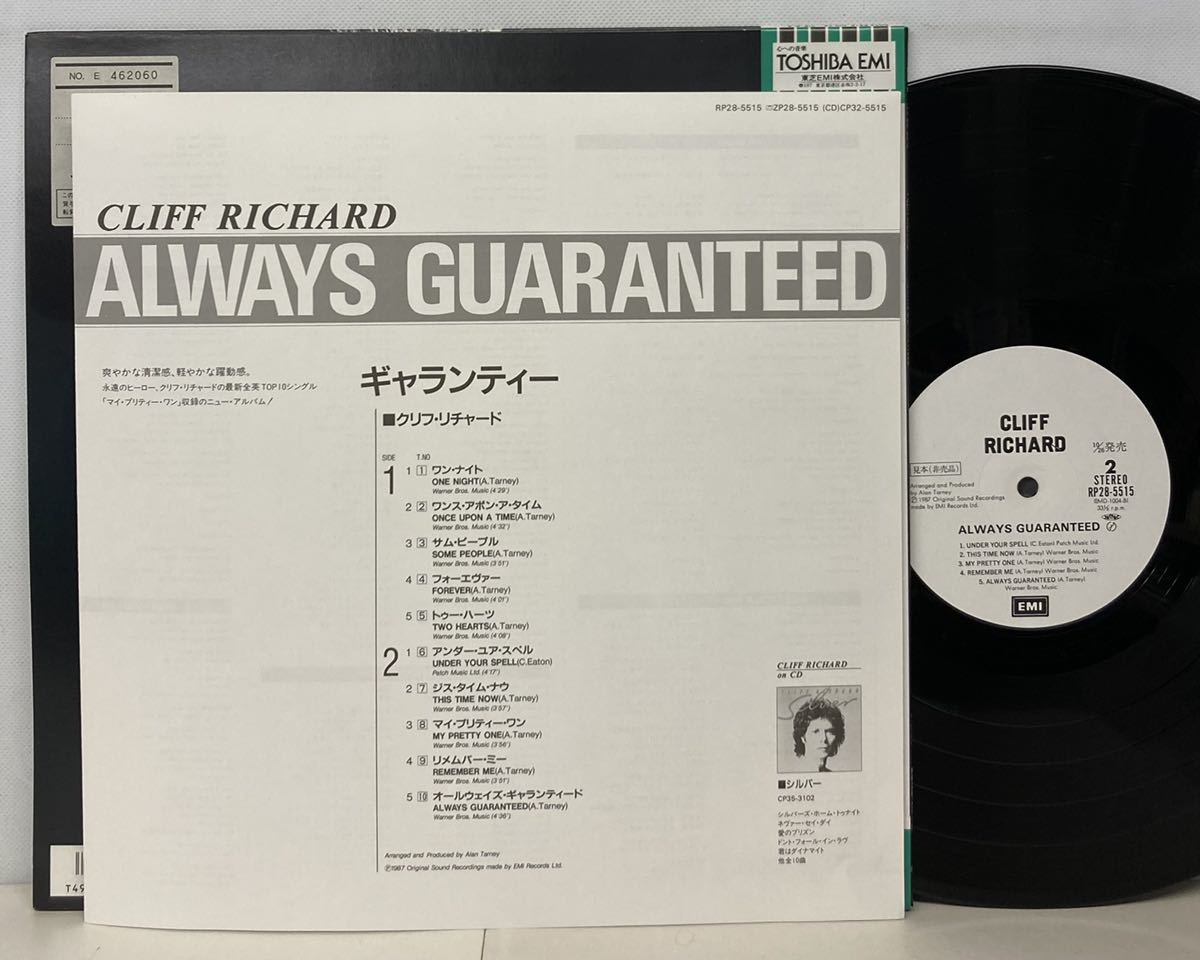 NO. E 462060
心への音楽
TOSHIBA EMI
東芝EMI株式会社
RP28-5515 ZP28-5515 (CD)CP32-5515
CLIFF RICHARD
ALWAYS GUARANTEED
爽やかな清潔感、軽やかな躍動感。
永遠のヒーロー、クリフ・リチャードの最新全英TOP10シングル
「マイ・プリティー・ワン」収録のニュー・アルバム!
ギャランティー
■クリフ・リチャード
SIDE T.NO
1
1 1 ワン・ナイト
ONE NIGHT(A.Tarney)
Warner Bros. Music (4'29")
2 2 ワンス・アポン・ア・タイム
ONCE UPON A TIME(A.Tarney)
Warner Bros. Music (4'32")
3 3 サム・ピープル
SOME PEOPLE(A.Tarney)
Warner Bros. Music (3'51")
4 4 フォーエヴァー
FOREVER(A.Tarney)
Warner Bros. Music (4'01")
5 5 トゥー・ハーツ
TWO HEARTS(A.Tarney)
Warner Bros. Music (4'08")
2
1 6 アンダー・ユア・スペル
UNDER YOUR SPELL(C.Eaton)
Patch Music Ltd. (4'17")
2 7 ジス・タイム・ナウ
THIS TIME NOW(A.Tarney)
Warner Bros. Music (3'57")
3 8 マイ・プリティー・ワン
MY PRETTY ONE(A.Tarney)
Warner Bros. Music (3'56")
4 9 リメムバー・ミー
REMEMBER ME(A.Tarney)
Warner Bros. Music (3'51")
5 10 オールウェイズ・ギャランティード
ALWAYS GUARANTEED(A.Tarney)
Warner Bros. Music (4'36")
Arranged and Produced by Alan Tarney
Ⓟ1987 Original Sound Recordings made by EMI Records Ltd.
CLIFF RICHARD
on CD
CLIFF RICHARD
Silver
■シルバー
CP35-3102
シルバーズ・ホーム・トゥナイト
ネヴァー・セイ・ダイ
愛のプリズン
ドント・フォール・イン・ラヴ
君はダイナマイト
他全10曲
T49
CLIFF
RICHARD
10/26発売
見本(非売品)
2
STEREO
RP28-5515
33⅓ r.p.m.
Arranged and Produced
by Alan Tarney
Ⓟ 1987 Original Sound Recordings
made by EMI Records Ltd.
ALWAYS GUARANTEED
1. UNDER YOUR SPELL (C. Eaton) Patch Music Ltd.
2. THIS TIME NOW (A. Tarney) Warner Bros. Music
3. MY PRETTY ONE (A. Tarney) Warner Bros. Music
4. REMEMBER ME (A. Tarney) Warner Bros. Music
5. ALWAYS GUARANTEED (A. Tarney)
Warner Bros. Music
EMI